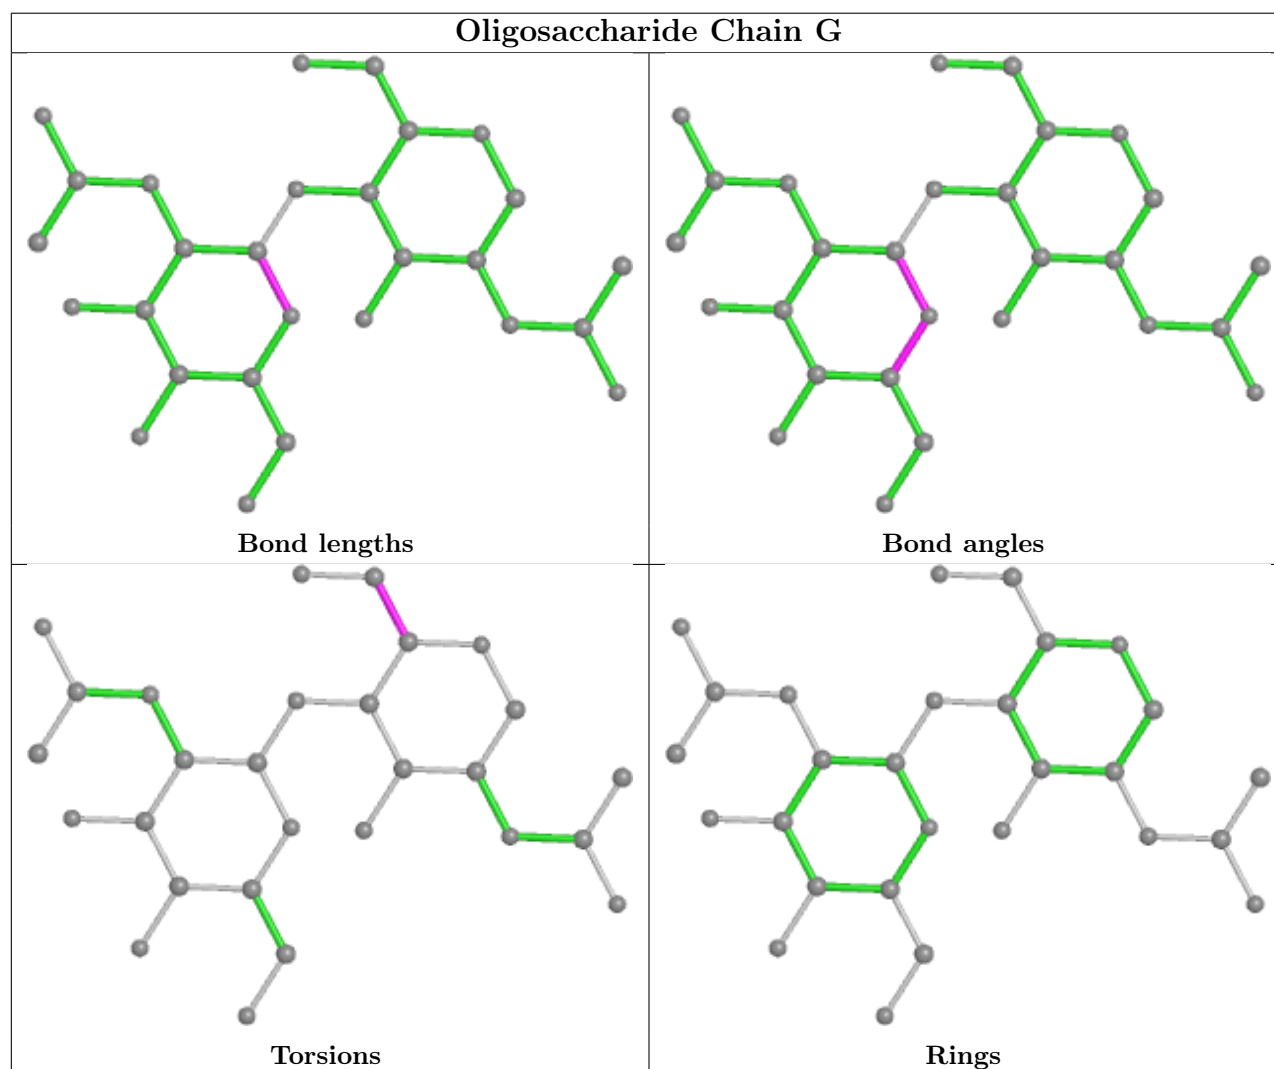 Oligosaccharide Chain G
Bond lengths
Bond angles
Torsions
Rings